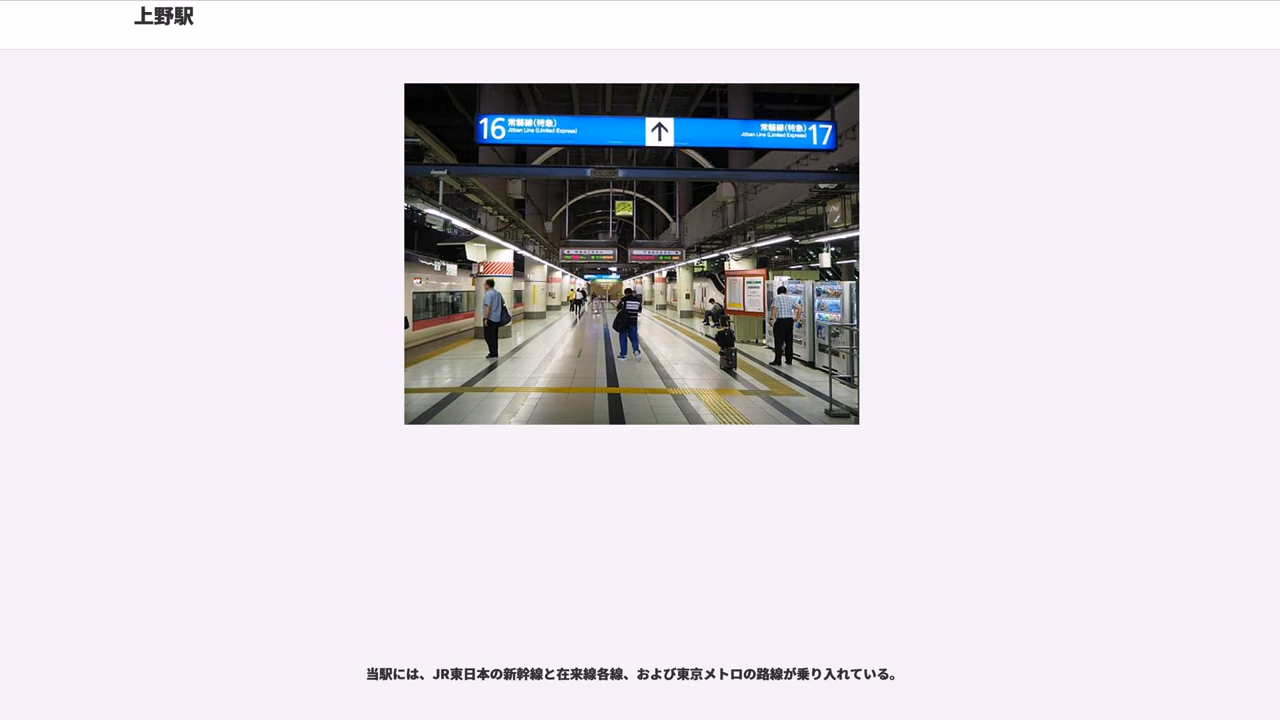 上野駅
16 常磐線(特急) 常磐線(特急) 17
Jōban Line (Limited Express) Jōban Line (Limited Express)
当駅には、JR東日本の新幹線と在来線各線、および東京メトロの路線が乗り入れている。